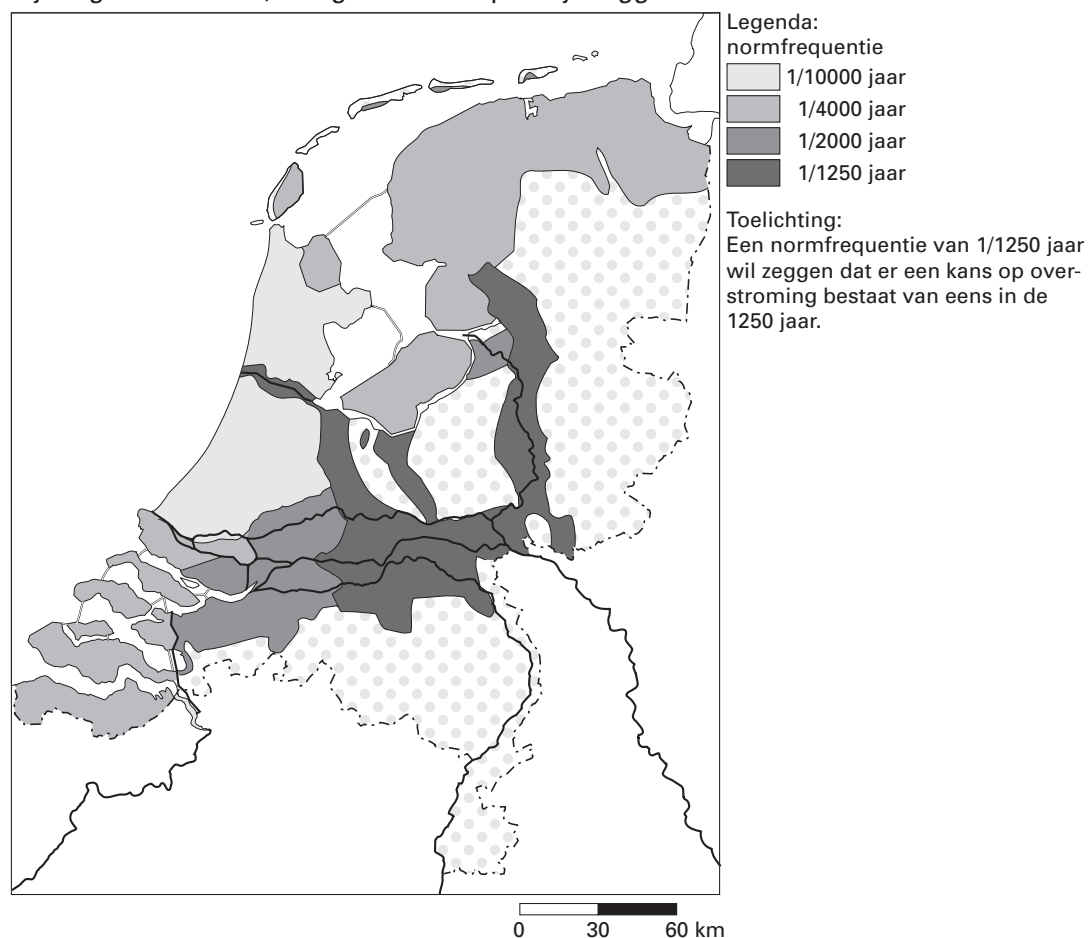 Legenda:
normfrequentie
1/10000 jaar
1/4000 jaar
1/2000 jaar
1/1250 jaar
Toelichting:
Een normfrequentie van 1/1250 jaar
wil zeggen dat er een kans op over-
stroming bestaat van eens in de
1250 jaar.
0 30 60 km